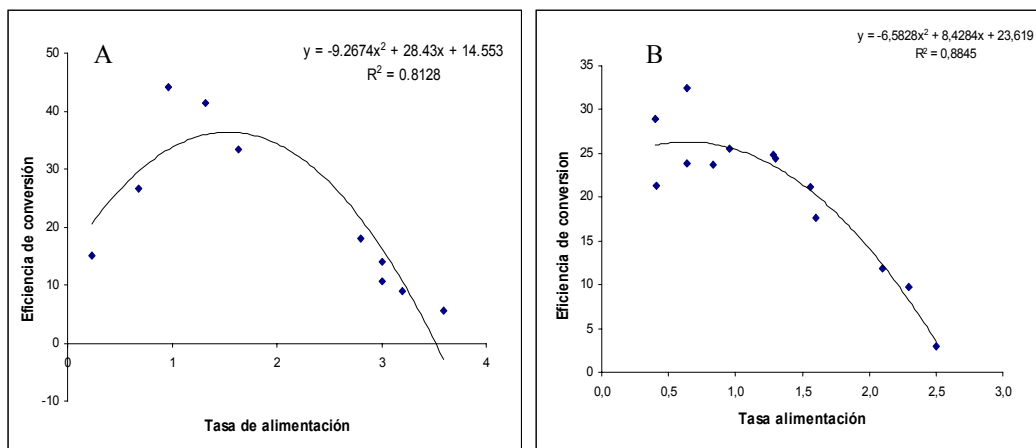 A
y = -9.2674x² + 28.43x + 14.553
R² = 0.8128
50
40
30
20
10
0
-10
0 1 2 3 4
Eficiencia de conversión
Tasa de alimentación
B
y = -6,5828x² + 8,4284x + 23,619
R² = 0,8845
35
30
25
20
15
10
5
0
0,0 0,5 1,0 1,5 2,0 2,5 3,0
Eficiencia de conversion
Tasa alimentación